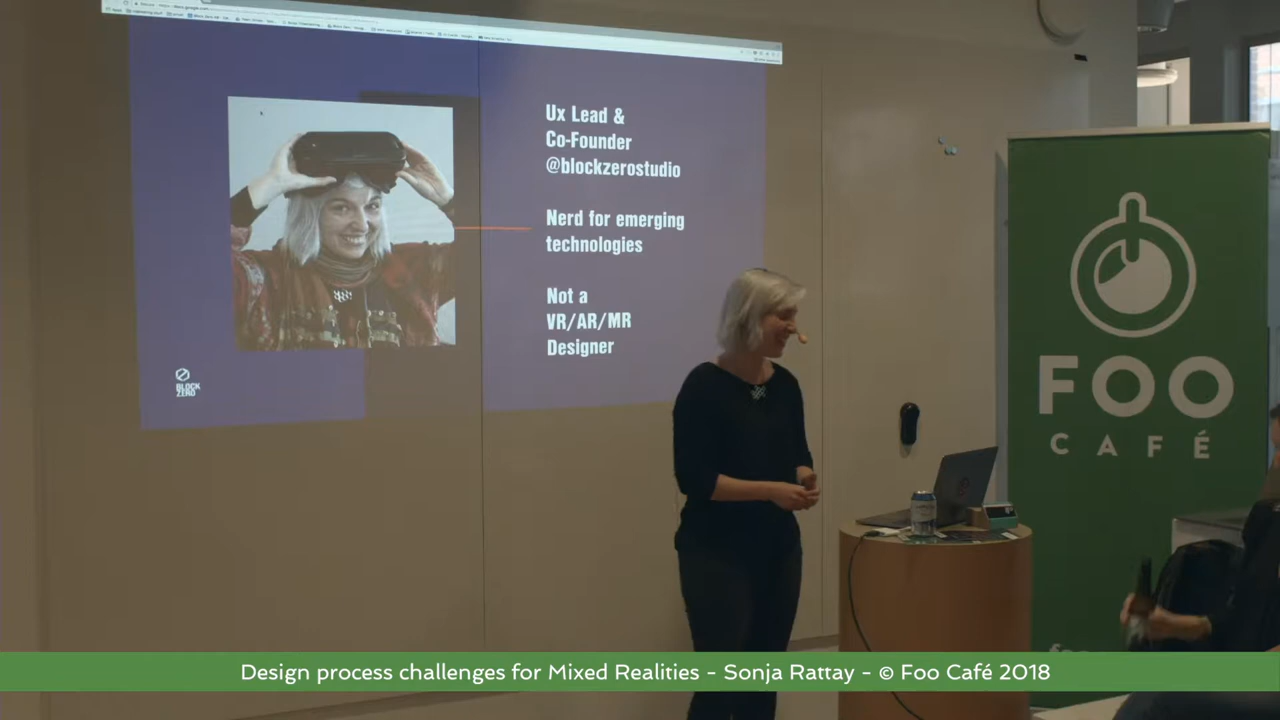 Ux Lead &
Co-Founder
@blockzerostudio
Nerd for emerging
technologies
Not a
VR/AR/MR
Designer
BLOCK
ZERO
FOO
CAFÉ
Design process challenges for Mixed Realities - Sonja Rattay - © Foo Café 2018